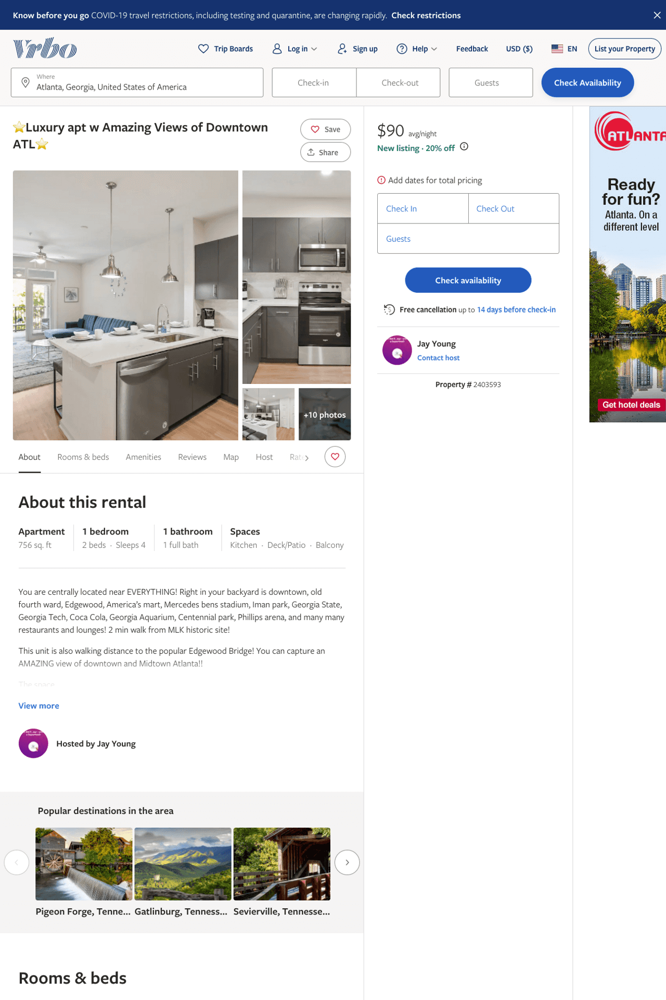 Know before you go COVID-19 travel restrictions, including testing and quarantine, are changing rapidly. Check restrictions
Vrbo
Trip Boards
Log in
Sign up
Help
Feedback
USD ($)
EN
List your Property
Where
Atlanta, Georgia, United States of America
Check-in
Check-out
Guests
Check Availability
⭐Luxury apt w Amazing Views of Downtown
ATL⭐
Save
Share
+10 photos
$90 avg/night
New listing · 20% off
Add dates for total pricing
Check In
Check Out
Guests
Check availability
Free cancellation up to 14 days before check-in
Jay Young
Contact host
Property # 2403593
ATLANTA
Ready
for fun?
Atlanta. On a
different level
Get hotel deals
About
Rooms & beds
Amenities
Reviews
Map
Host
About this rental
Apartment
756 sq. ft
1 bedroom
2 beds · Sleeps 4
1 bathroom
1 full bath
Spaces
Kitchen · Deck/Patio · Balcony
You are centrally located near EVERYTHING! Right in your backyard is downtown, old
fourth ward, Edgewood, America's mart, Mercedes bens stadium, Iman park, Georgia State,
Georgia Tech, Coca Cola, Georgia Aquarium, Centennial park, Phillips arena, and many many
restaurants and lounges! 2 min walk from MLK historic site!
This unit is also walking distance to the popular Edgewood Bridge! You can capture an
AMAZING view of downtown and Midtown Atlanta!!
The space
View more
Hosted by Jay Young
Popular destinations in the area
Pigeon Forge, Tenne...
Gatlinburg, Tenness...
Sevierville, Tennesse...
Rooms & beds